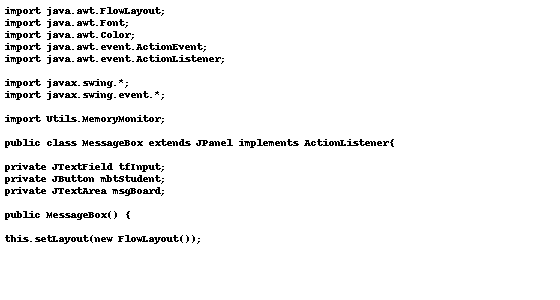 import java.awt.FlowLayout;
import java.awt.Font;
import java.awt.Color;
import java.awt.event.ActionEvent;
import java.awt.event.ActionListener;
import javax.swing.*;
import javax.swing.event.*;
import Utils.MemoryMonitor;
public class MessageBox extends JPanel implements ActionListener{
private JTextField tfInput;
private JButton mbtStudent;
private JTextArea msgBoard;
public MessageBox() {
this.setLayout(new FlowLayout());